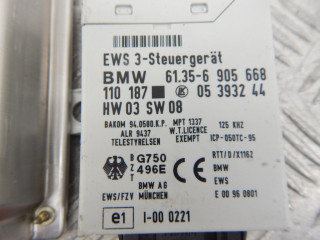 EWS 3-Steuergerät
BMW 61.35-6 905 668
110 187 05 3932 44
HW 03 SW 08
BAKOM 94.0580.K.P. MPT 1337 125 KHZ
ALR 9437 W.T.LICENCE
TELESTYRELSEN EXEMPT ICP-050TC-95
B Z T G750 496E RTT/D/X1162
BMW
EWS/FZV BMW AG MÜNCHEN EWS
E 00 96 0801
e1 I-00 0221